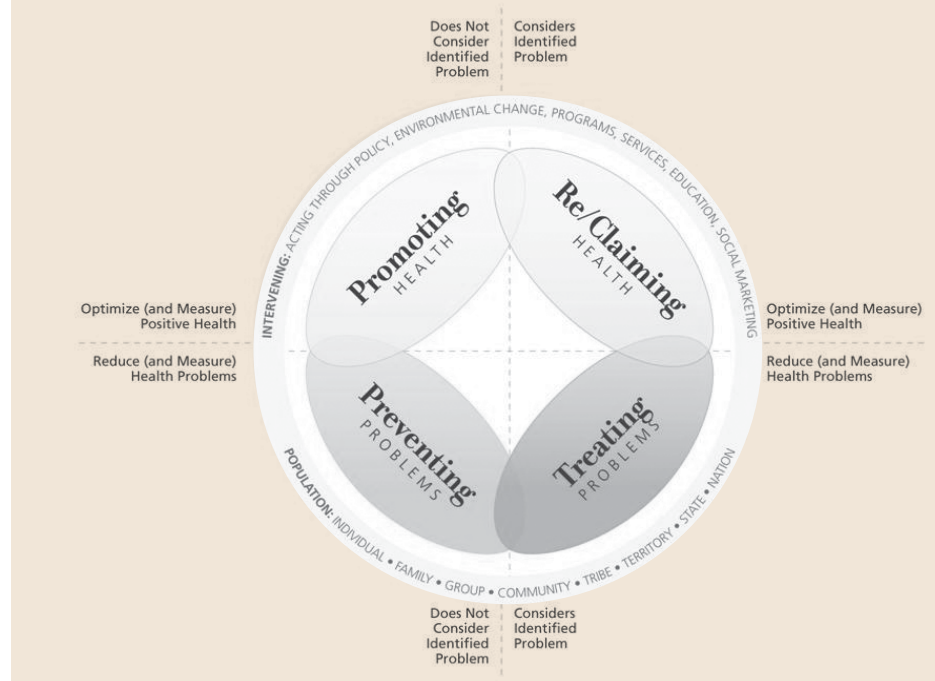 Does Not
Consider
Identified
Problem
Considers
Identified
Problem
INTERVENING: ACTING THROUGH POLICY, ENVIRONMENTAL CHANGE, PROGRAMS, SERVICES, EDUCATION, SOCIAL MARKETING
Promoting
HEALTH
Re/Claiming
HEALTH
Optimize (and Measure)
Positive Health
Optimize (and Measure)
Positive Health
Reduce (and Measure)
Health Problems
Reduce (and Measure)
Health Problems
Preventing
PROBLEMS
Treating
PROBLEMS
POPULATION: INDIVIDUAL • FAMILY • GROUP • COMMUNITY • TRIBE • TERRITORY • STATE • NATION
Does Not
Consider
Identified
Problem
Considers
Identified
Problem